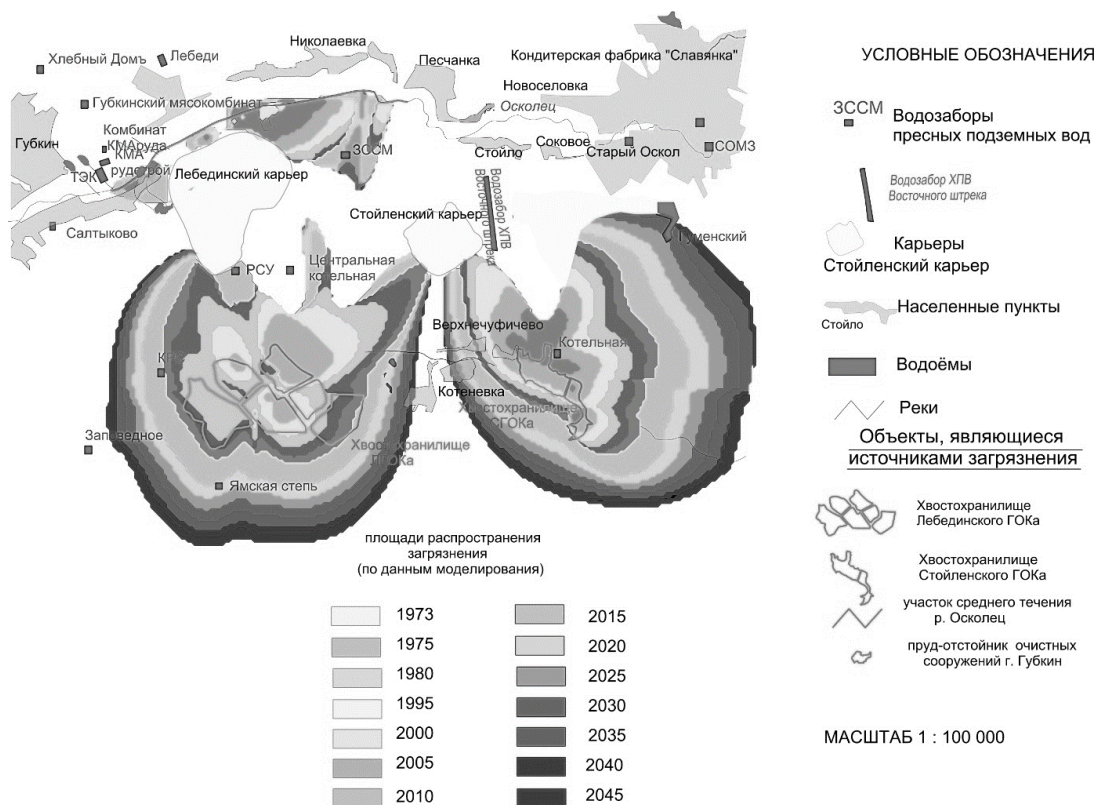 Николаевка
Кондитерская фабрика "Славянка"
Хлебный Домъ
Лебеди
Песчанка
Новоселовка
р. Осколец
Губкинский мясокомбинат
Губкин
Комбинат
КМАруда
КМА
рудстрой
ТЭК
Лебединский карьер
ЗССМ
Стойло
Соковое
Старый Оскол
СОМЗ
Салтыково
Стойленский карьер
Водозабор ХПВ
Восточного штрека
Гуменский
РСУ
Центральная
котельная
Верхнечуфичево
Котельная
Котеневка
Хвостохранилище
СГОКа
Заповедное
Хвостохранилище
ЛГОКа
Ямская степь
площади распространения
загрязнения
(по данным моделирования)
1973
1975
1980
1995
2000
2005
2010
2015
2020
2025
2030
2035
2040
2045
УСЛОВНЫЕ ОБОЗНАЧЕНИЯ
ЗССМ
Водозаборы
пресных подземных вод
Водозабор ХПВ
Восточного штрека
Карьеры
Стойленский карьер
Населенные пункты
Стойло
Водоёмы
Реки
Объекты, являющиеся
источниками загрязнения
Хвостохранилище
Лебединского ГОКа
Хвостохранилище
Стойленского ГОКа
участок среднего течения
р. Осколец
пруд-отстойник очистных
сооружений г. Губкин
МАСШТАБ 1 : 100 000